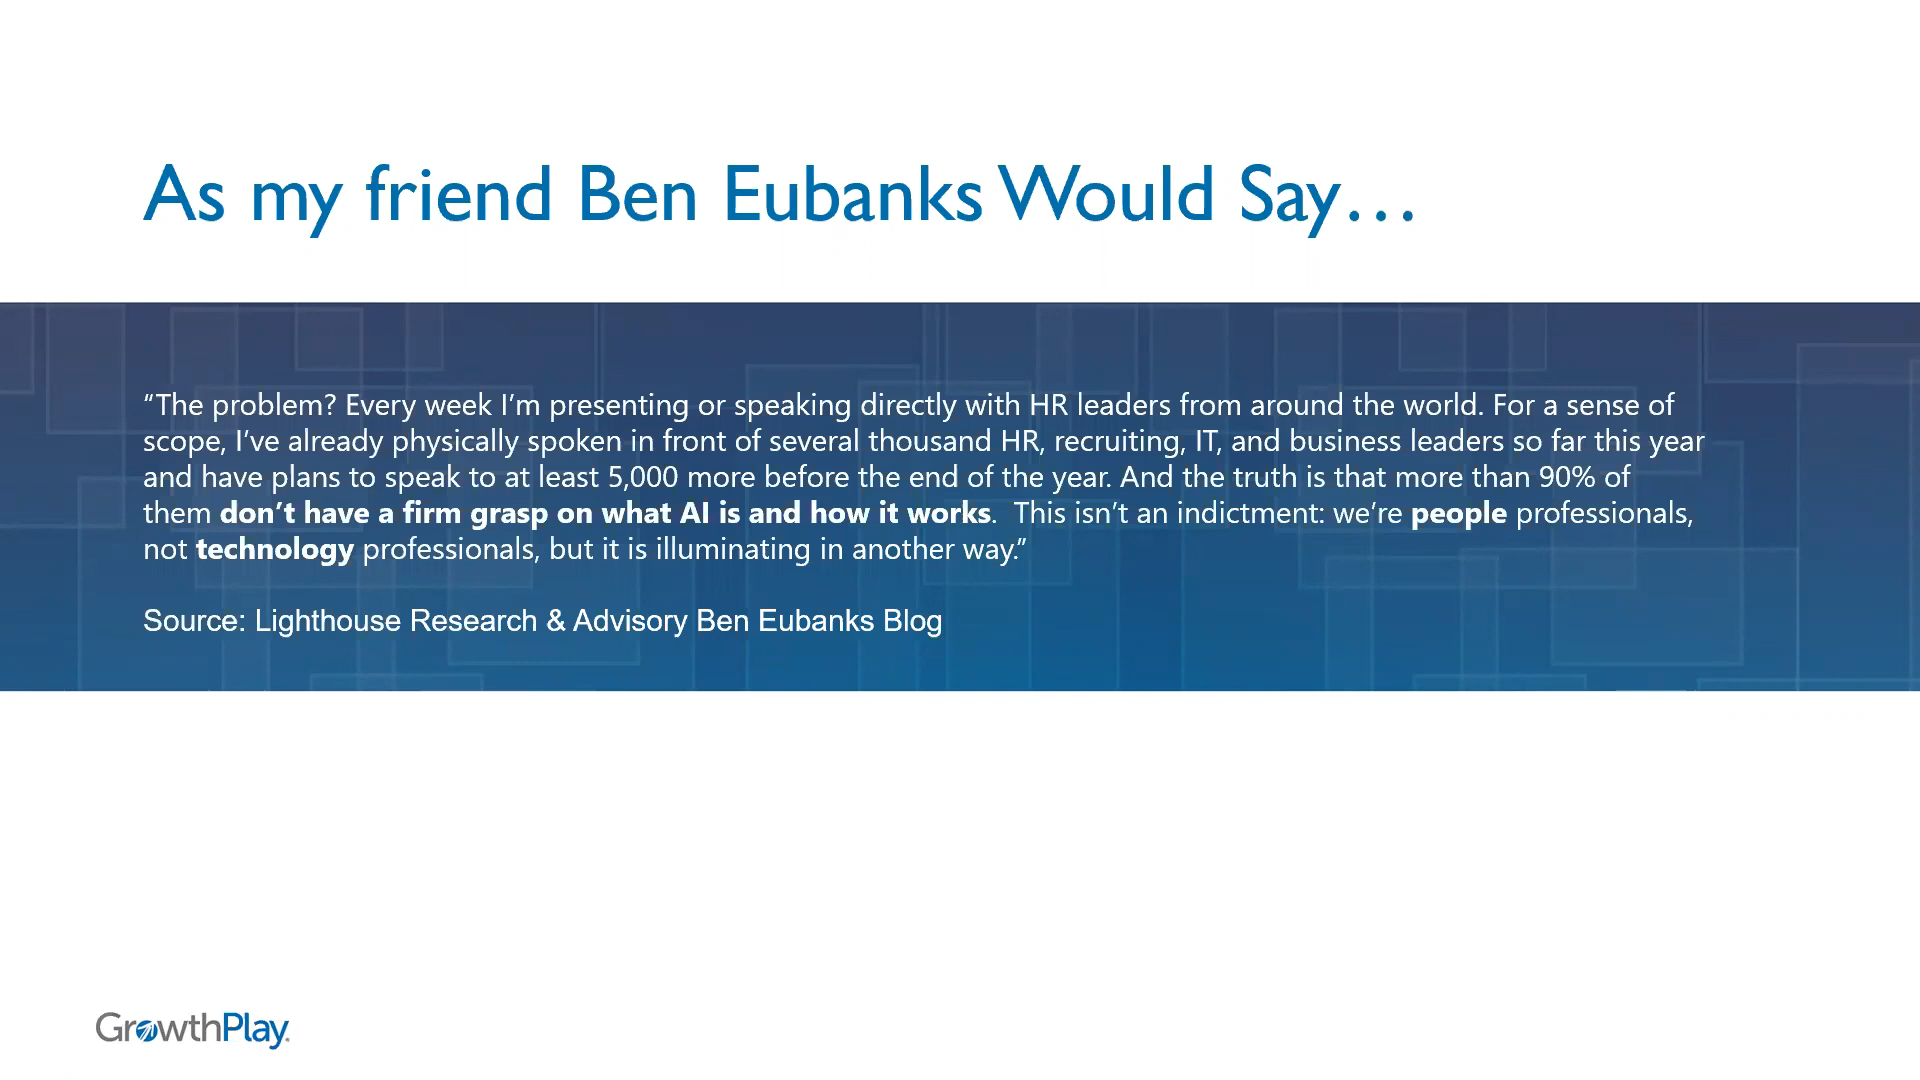 As my friend Ben Eubanks Would Say…
“The problem? Every week I’m presenting or speaking directly with HR leaders from around the world. For a sense of
scope, I’ve already physically spoken in front of several thousand HR, recruiting, IT, and business leaders so far this year
and have plans to speak to at least 5,000 more before the end of the year. And the truth is that more than 90% of
them don’t have a firm grasp on what AI is and how it works.  This isn’t an indictment: we’re people professionals,
not technology professionals, but it is illuminating in another way.”
Source: Lighthouse Research & Advisory Ben Eubanks Blog
GrowthPlay